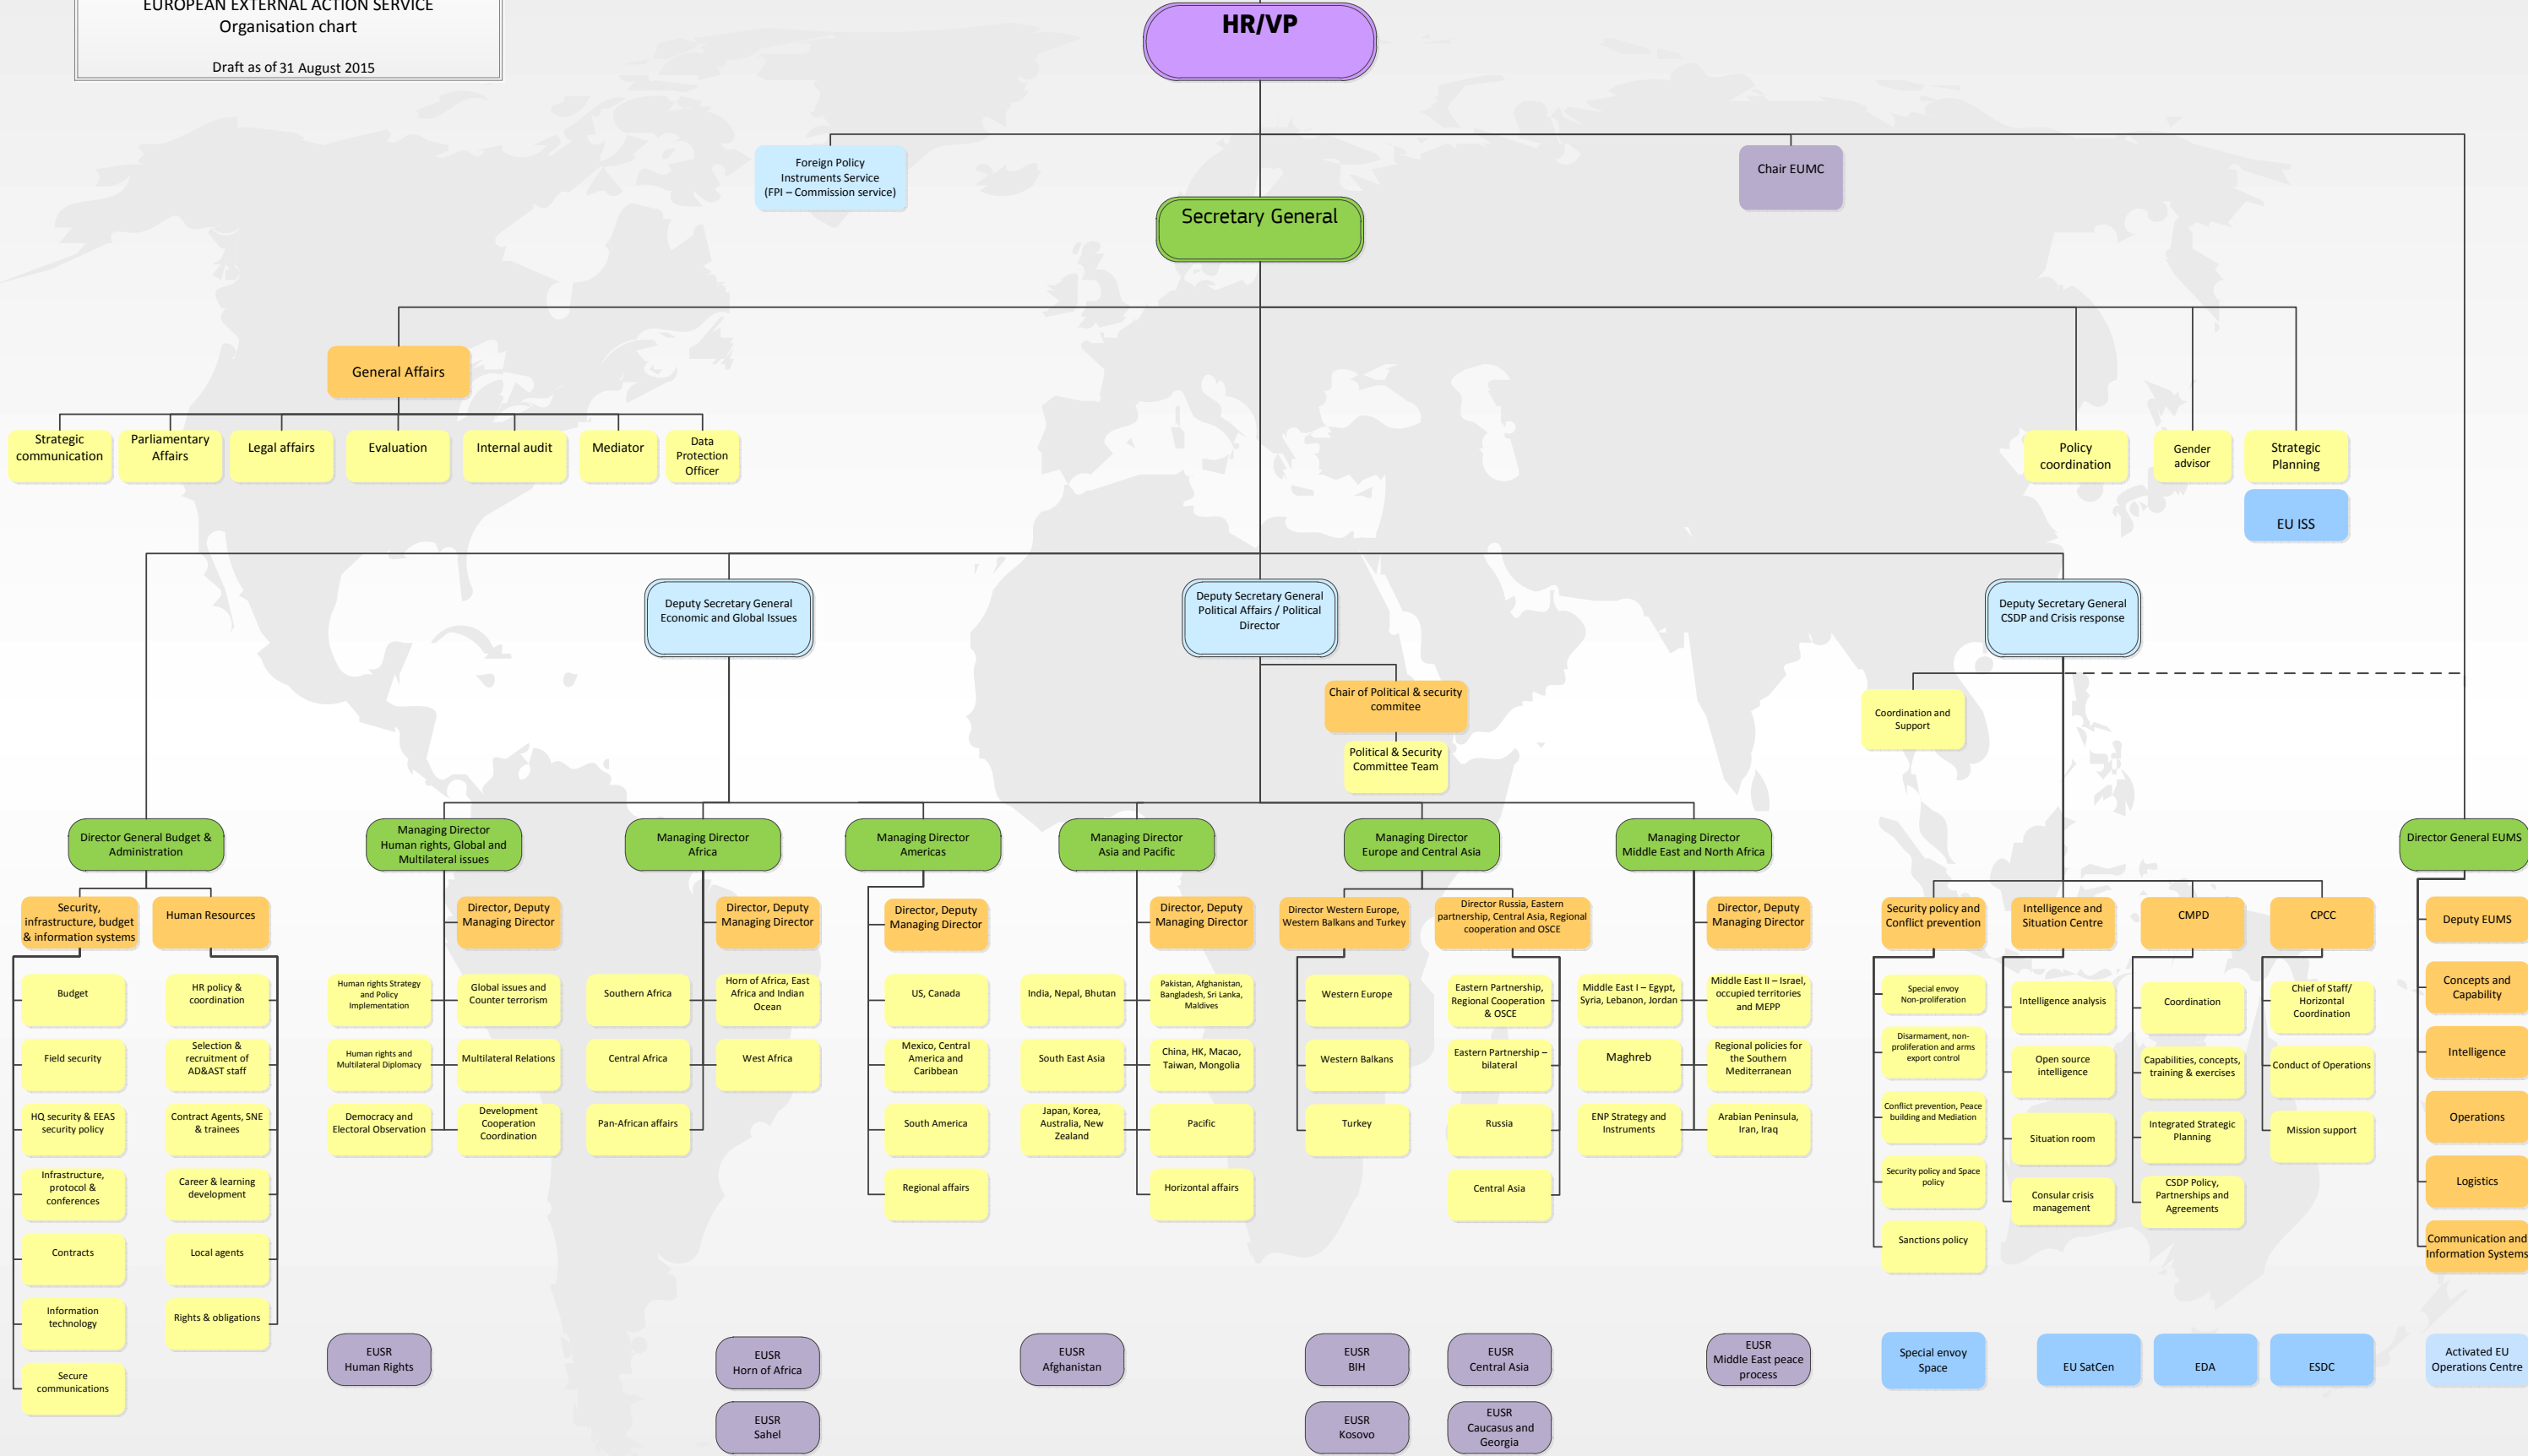 EUROPEAN EXTERNAL ACTION SERVICE
Organisation chart
Draft as of 31 August 2015
HR/VP
Foreign Policy
Instruments Service
(FPI – Commission service)
Chair EUMC
Secretary General
General Affairs
Strategic
communication
Parliamentary
Affairs
Legal affairs
Evaluation
Internal audit
Mediator
Data
Protection
Officer
Policy
coordination
Gender
advisor
Strategic
Planning
EU ISS
Deputy Secretary General
Economic and Global Issues
Deputy Secretary General
Political Affairs / Political
Director
Deputy Secretary General
CSDP and Crisis response
Chair of Political & security
commitee
Political & Security
Committee Team
Coordination and
Support
Director General Budget &
Administration
Managing Director
Human rights, Global and
Multilateral issues
Managing Director
Africa
Managing Director
Americas
Managing Director
Asia and Pacific
Managing Director
Europe and Central Asia
Managing Director
Middle East and North Africa
Director General EUMS
Security,
infrastructure, budget
& information systems
Human Resources
Director, Deputy
Managing Director
Director, Deputy
Managing Director
Director, Deputy
Managing Director
Director, Deputy
Managing Director
Director Western Europe,
Western Balkans and Turkey
Director Russia, Eastern
partnership, Central Asia, Regional
cooperation and OSCE
Director, Deputy
Managing Director
Security policy and
Conflict prevention
Intelligence and
Situation Centre
CMPD
CPCC
Deputy EUMS
Budget
Field security
HQ security & EEAS
security policy
Infrastructure,
protocol &
conferences
Contracts
Information
technology
Secure
communications
HR policy &
coordination
Selection &
recruitment of
AD&AST staff
Contract Agents, SNE
& trainees
Career & learning
development
Local agents
Rights & obligations
Human rights Strategy
and Policy
Implementation
Human rights and
Multilateral Diplomacy
Democracy and
Electoral Observation
Global issues and
Counter terrorism
Multilateral Relations
Development
Cooperation
Coordination
Southern Africa
Central Africa
Pan-African affairs
Horn of Africa, East
Africa and Indian
Ocean
West Africa
US, Canada
Mexico, Central
America and
Caribbean
South America
Regional affairs
India, Nepal, Bhutan
South East Asia
Japan, Korea,
Australia, New
Zealand
Pakistan, Afghanistan,
Bangladesh, Sri Lanka,
Maldives
China, HK, Macao,
Taiwan, Mongolia
Pacific
Horizontal affairs
Western Europe
Western Balkans
Turkey
Eastern Partnership,
Regional Cooperation
& OSCE
Eastern Partnership –
bilateral
Russia
Central Asia
Middle East I – Egypt,
Syria, Lebanon, Jordan
Maghreb
ENP Strategy and
Instruments
Middle East II – Israel,
occupied territories
and MEPP
Regional policies for
the Southern
Mediterranean
Arabian Peninsula,
Iran, Iraq
Special envoy
Non-proliferation
Disarmament, non-
proliferation and arms
export control
Conflict prevention, Peace
building and Mediation
Security policy and Space
policy
Sanctions policy
Intelligence analysis
Open source
intelligence
Situation room
Consular crisis
management
Coordination
Capabilities, concepts,
training & exercises
Integrated Strategic
Planning
CSDP Policy,
Partnerships and
Agreements
Chief of Staff/
Horizontal
Coordination
Conduct of Operations
Mission support
Concepts and
Capability
Intelligence
Operations
Logistics
Communication and
Information Systems
EUSR
Human Rights
EUSR
Horn of Africa
EUSR
Sahel
EUSR
Afghanistan
EUSR
BIH
EUSR
Kosovo
EUSR
Central Asia
EUSR
Caucasus and
Georgia
EUSR
Middle East peace
process
Special envoy
Space
EU SatCen
EDA
ESDC
Activated EU
Operations Centre